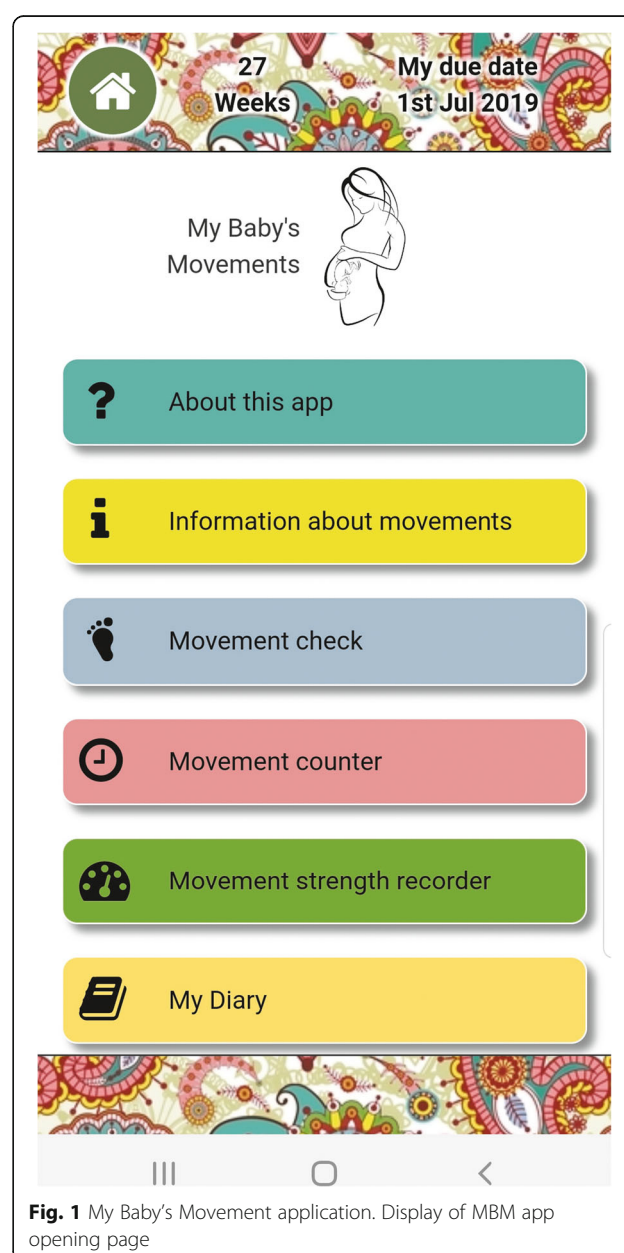 27
Weeks
My due date
1st Jul 2019
My Baby's
Movements
About this app
Information about movements
Movement check
Movement counter
Movement strength recorder
My Diary
Fig. 1 My Baby’s Movement application. Display of MBM app
opening page